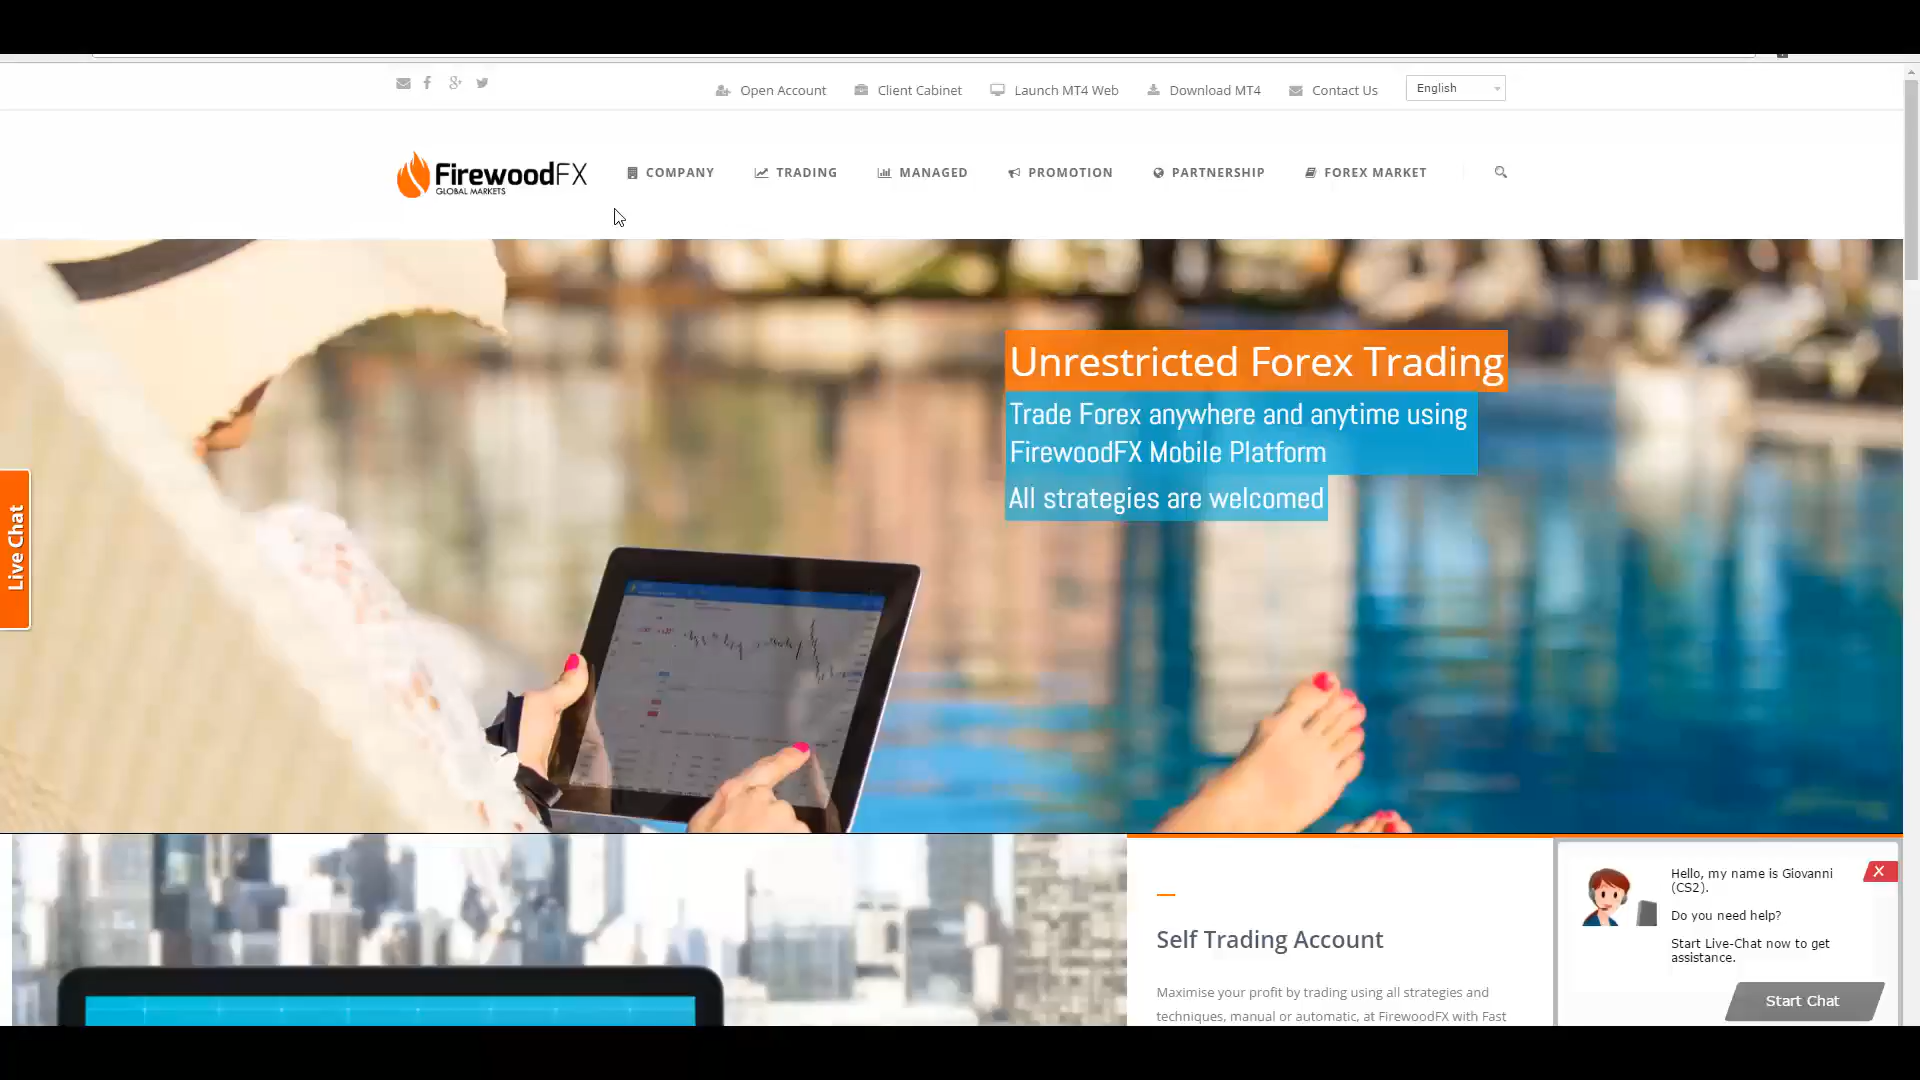 Open Account
Client Cabinet
Launch MT4 Web
Download MT4
Contact Us
English
FirewoodFX
GLOBAL MARKETS
COMPANY
TRADING
MANAGED
PROMOTION
PARTNERSHIP
FOREX MARKET
Unrestricted Forex Trading
Trade Forex anywhere and anytime using
FirewoodFX Mobile Platform
All strategies are welcomed
Live Chat
Self Trading Account
Maximise your profit by trading using all strategies and
techniques, manual or automatic, at FirewoodFX with Fast
Hello, my name is Giovanni
(CS2).
Do you need help?
Start Live-Chat now to get
assistance.
X
Start Chat